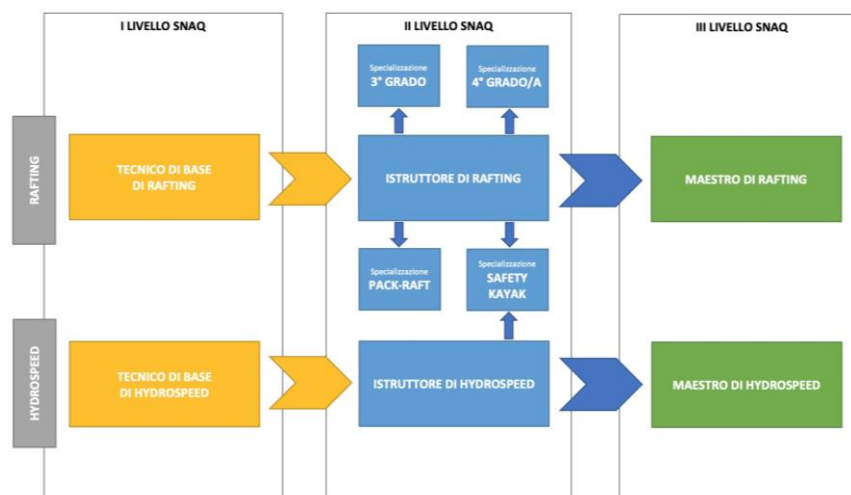 I LIVELLO SNAQ
II LIVELLO SNAQ
III LIVELLO SNAQ
Specializzazione
3° GRADO
Specializzazione
4° GRADO/A
RAFTING
TECNICO DI BASE
DI RAFTING
ISTRUTTORE DI RAFTING
MAESTRO DI RAFTING
Specializzazione
PACK-RAFT
Specializzazione
SAFETY
KAYAK
HYDROSPEED
TECNICO DI BASE
DI HYDROSPEED
ISTRUTTORE DI HYDROSPEED
MAESTRO DI HYDROSPEED